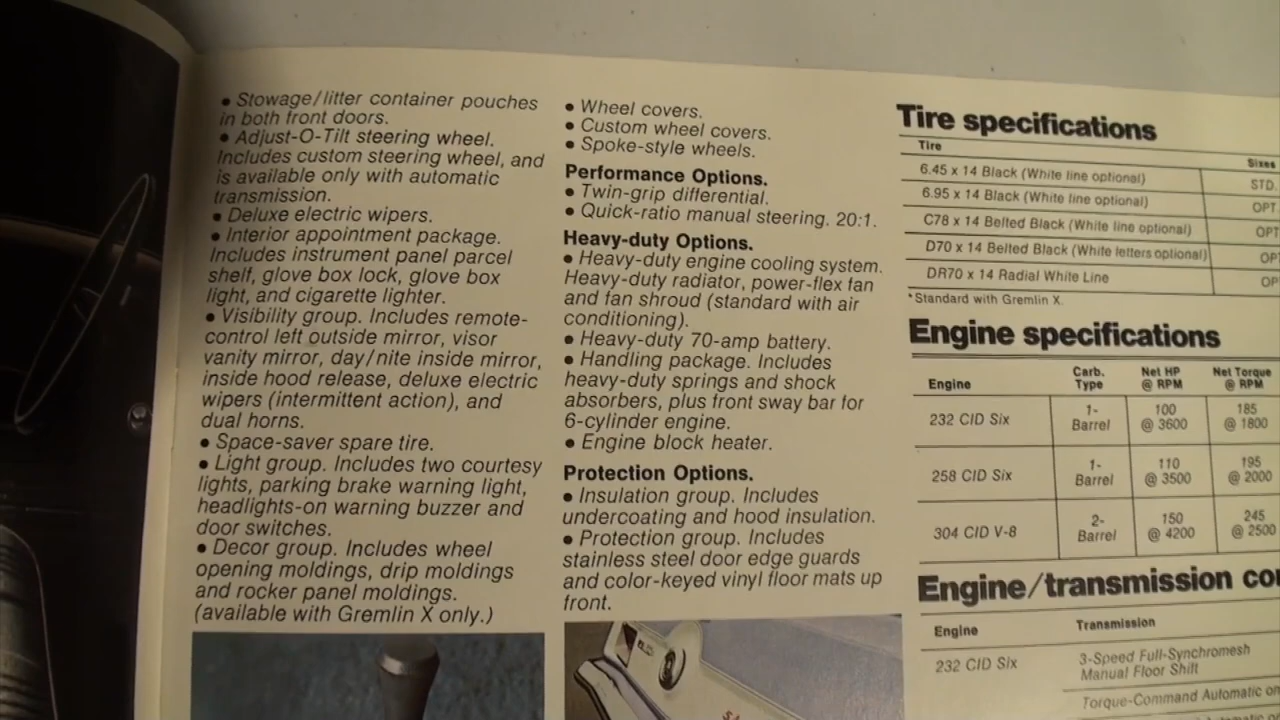 • Stowage/litter container pouches
in both front doors.
• Adjust-O-Tilt steering wheel.
Includes custom steering wheel, and
is available only with automatic
transmission.
• Deluxe electric wipers.
• Interior appointment package.
Includes instrument panel parcel
shelf, glove box lock, glove box
light, and cigarette lighter.
• Visibility group. Includes remote-
control left outside mirror, visor
vanity mirror, day/nite inside mirror,
inside hood release, deluxe electric
wipers (intermittent action), and
dual horns.
• Space-saver spare tire.
• Light group. Includes two courtesy
lights, parking brake warning light,
headlights-on warning buzzer and
door switches.
• Decor group. Includes wheel
opening moldings, drip moldings
and rocker panel moldings.
(available with Gremlin X only.)
• Wheel covers.
• Custom wheel covers.
• Spoke-style wheels.
Performance Options.
• Twin-grip differential.
• Quick-ratio manual steering. 20:1.
Heavy-duty Options.
• Heavy-duty engine cooling system.
Heavy-duty radiator, power-flex fan
and fan shroud (standard with air
conditioning).
• Heavy-duty 70-amp battery.
• Handling package. Includes
heavy-duty springs and shock
absorbers, plus front sway bar for
6-cylinder engine.
• Engine block heater.
Protection Options.
• Insulation group. Includes
undercoating and hood insulation.
• Protection group. Includes
stainless steel door edge guards
and color-keyed vinyl floor mats up
front.
Tire specifications
Tire Sizes
6.45 x 14 Black (White line optional) STD.
6.95 x 14 Black (White line optional) OPT
C78 x 14 Belted Black (White line optional) OPT
D70 x 14 Belted Black (White letters optional) OP
DR70 x 14 Radial White Line OP
*Standard with Gremlin X.
Engine specifications
Engine Carb. Type Net HP @ RPM Net Torque @ RPM
232 CID Six 1-Barrel 100 @ 3600 185 @ 1800
258 CID Six 1-Barrel 110 @ 3500 195 @ 2000
304 CID V-8 2-Barrel 150 @ 4200 245 @ 2500
Engine/transmission co
Engine Transmission
232 CID Six 3-Speed Full-Synchromesh
Manual Floor Shift
Torque-Command Automatic on